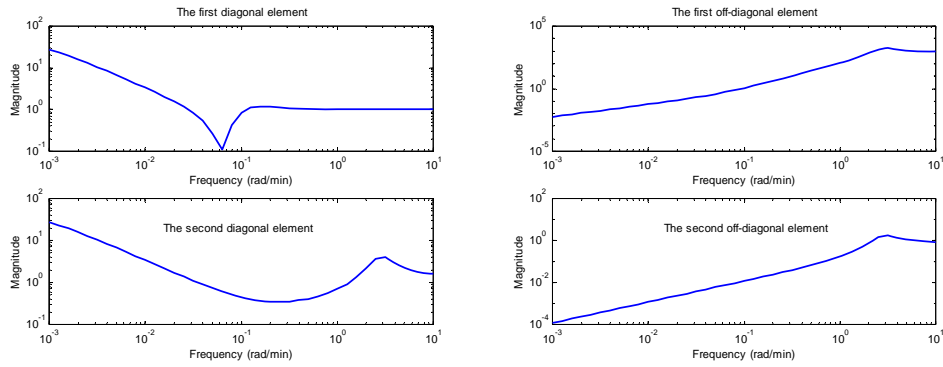 The first diagonal element
10^2
10^1
10^0
10^-1
Magnitude
10^-3 10^-2 10^-1 10^0 10^1
Frequency (rad/min)
The first off-diagonal element
10^5
10^0
10^-5
Magnitude
10^-3 10^-2 10^-1 10^0 10^1
Frequency (rad/min)
The second diagonal element
10^2
10^1
10^0
10^-1
Magnitude
10^-3 10^-2 10^-1 10^0 10^1
Frequency (rad/min)
The second off-diagonal element
10^2
10^0
10^-2
10^-4
Magnitude
10^-3 10^-2 10^-1 10^0 10^1
Frequency (rad/min)